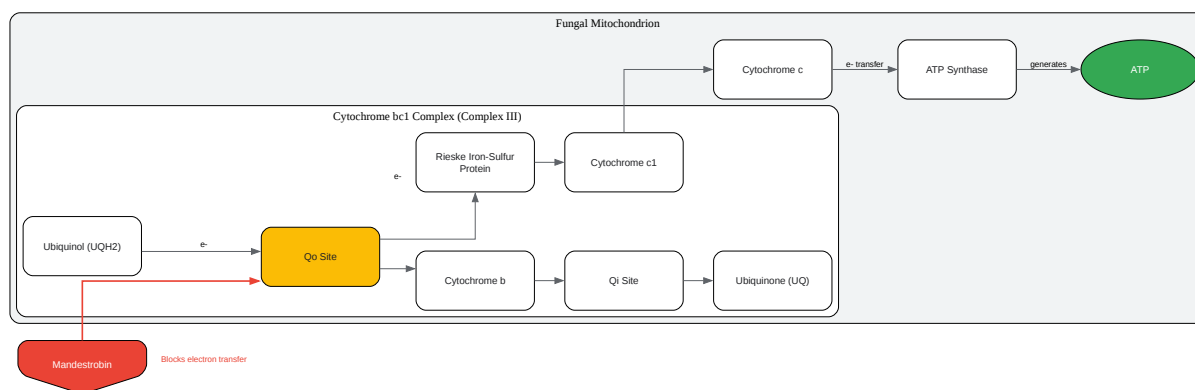 Fungal Mitochondrion
Cytochrome c
e- transfer
ATP Synthase
generates
ATP
Cytochrome bc1 Complex (Complex III)
Rieske Iron-Sulfur
Protein
e-
Cytochrome c1
Ubiquinol (UQH2)
e-
Qo Site
Cytochrome b
Qi Site
Ubiquinone (UQ)
Mandestrobin
Blocks electron transfer